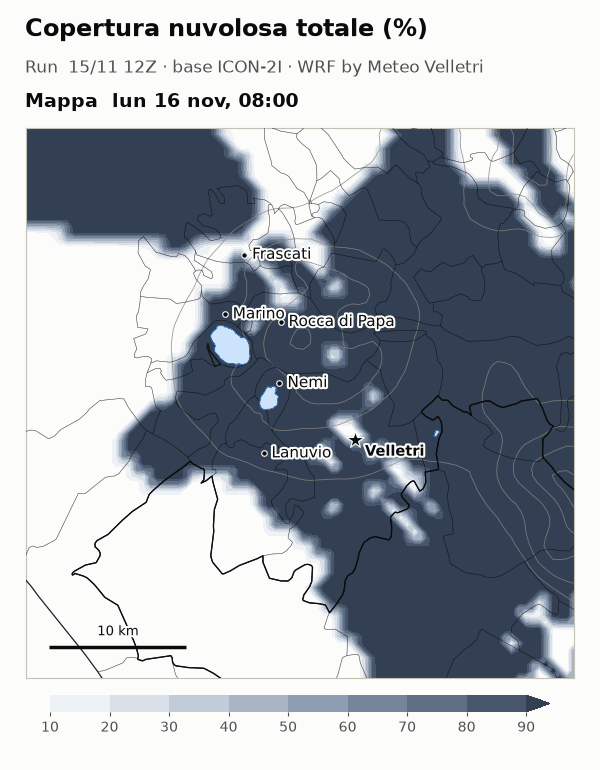 Copertura nuvolosa totale (%)
Run 15/11 12Z · base ICON-2I · WRF by Meteo Velletri
Mappa lun 16 nov, 08:00
Frascati
Marino
Rocca di Papa
Nemi
Velletri
Lanuvio
10 km
10 20 30 40 50 60 70 80 90